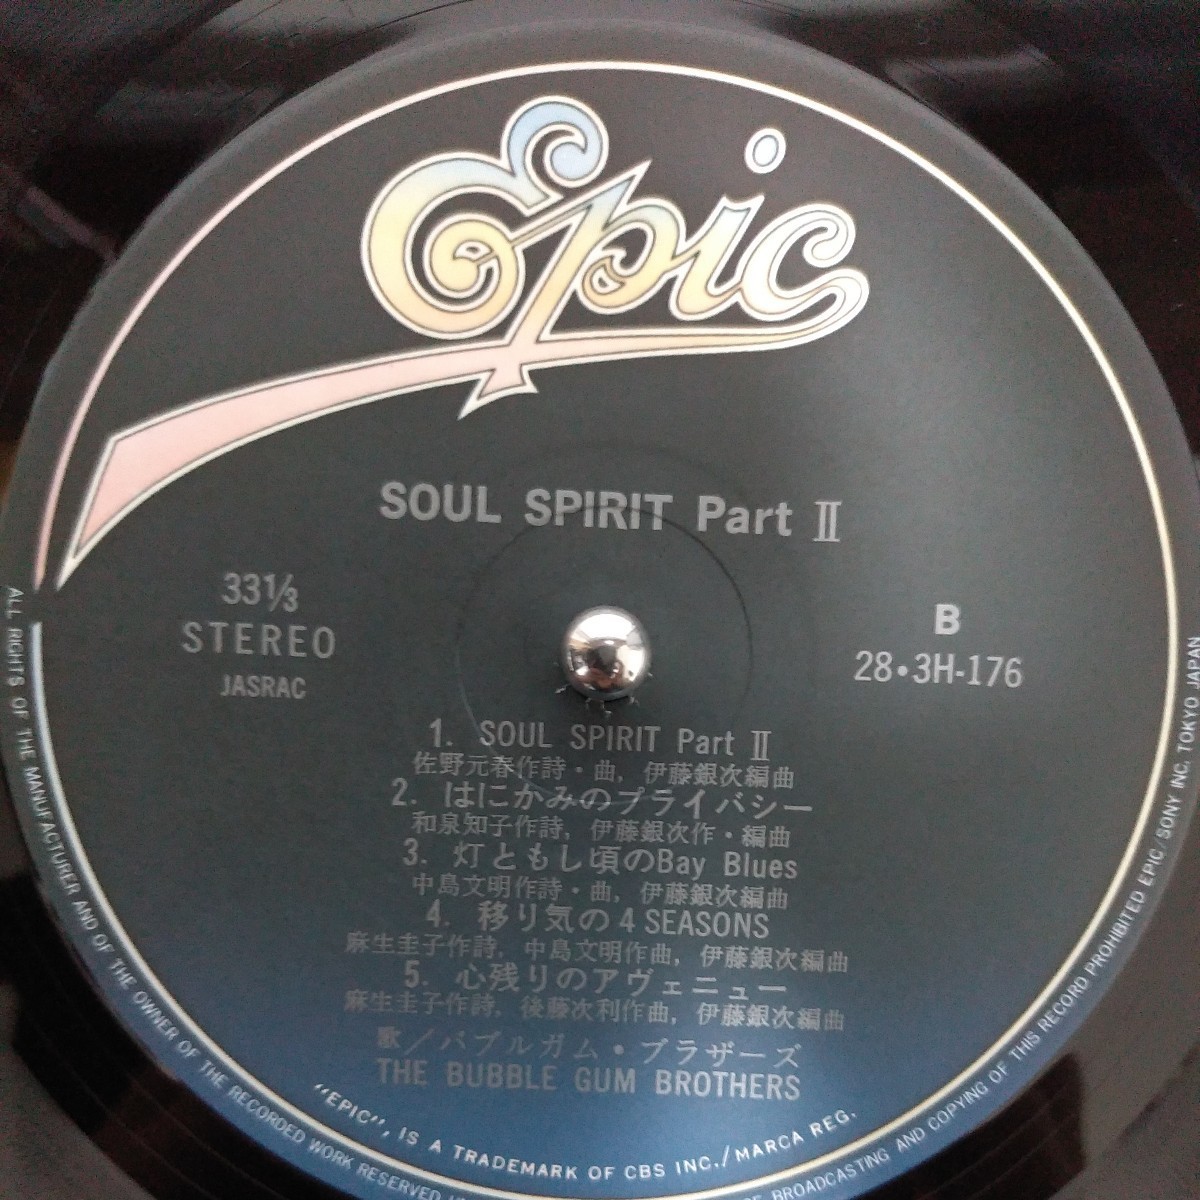 Epic
SOUL SPIRIT Part Ⅱ
33⅓
STEREO
JASRAC
B
28・3H-176
1. SOUL SPIRIT Part Ⅱ
佐野元春作詩・曲, 伊藤銀次編曲
2. はにかみのプライバシー
和泉知子作詩, 伊藤銀次作・編曲
3. 灯ともし頃のBay Blues
中島文明作詩・曲, 伊藤銀次編曲
4. 移り気の4 SEASONS
麻生圭子作詩, 中島文明作曲, 伊藤銀次編曲
5. 心残りのアヴェニュー
麻生圭子作詩, 後藤次利作曲, 伊藤銀次編曲
歌／バブルガム・ブラザーズ
THE BUBBLE GUM BROTHERS
"EPIC", IS A TRADEMARK OF CBS INC./MARCA REG.
ALL RIGHTS OF THE MANUFACTURER AND OF THE OWNER OF THE RECORDED WORK RESERVED
BROADCASTING AND COPYING OF THIS RECORD PROHIBITED EPIC/SONY INC. TOKYO JAPAN